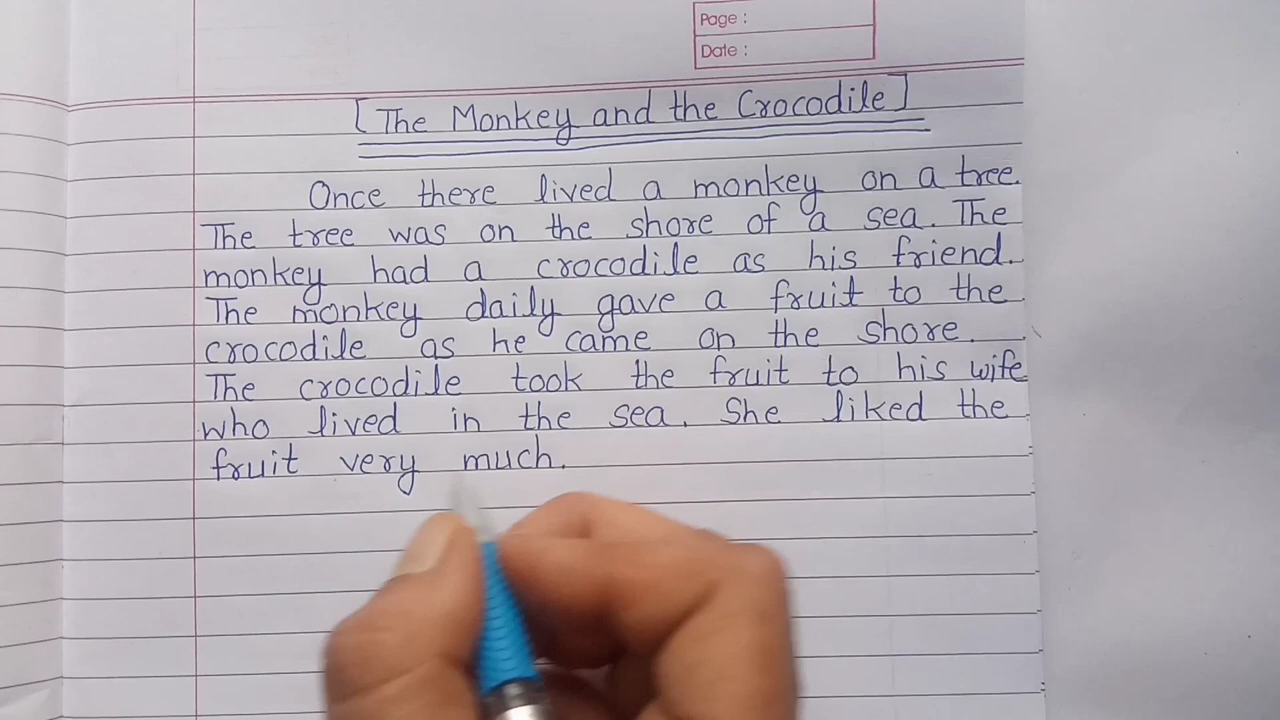 Page :
Date :
[The Monkey and the Crocodile]
Once there lived a monkey on a tree.
The tree was on the shore of a sea. The
monkey had a crocodile as his friend.
The monkey daily gave a fruit to the
crocodile as he came on the shore.
The crocodile took the fruit to his wife
who lived in the sea. She liked the
fruit very much.